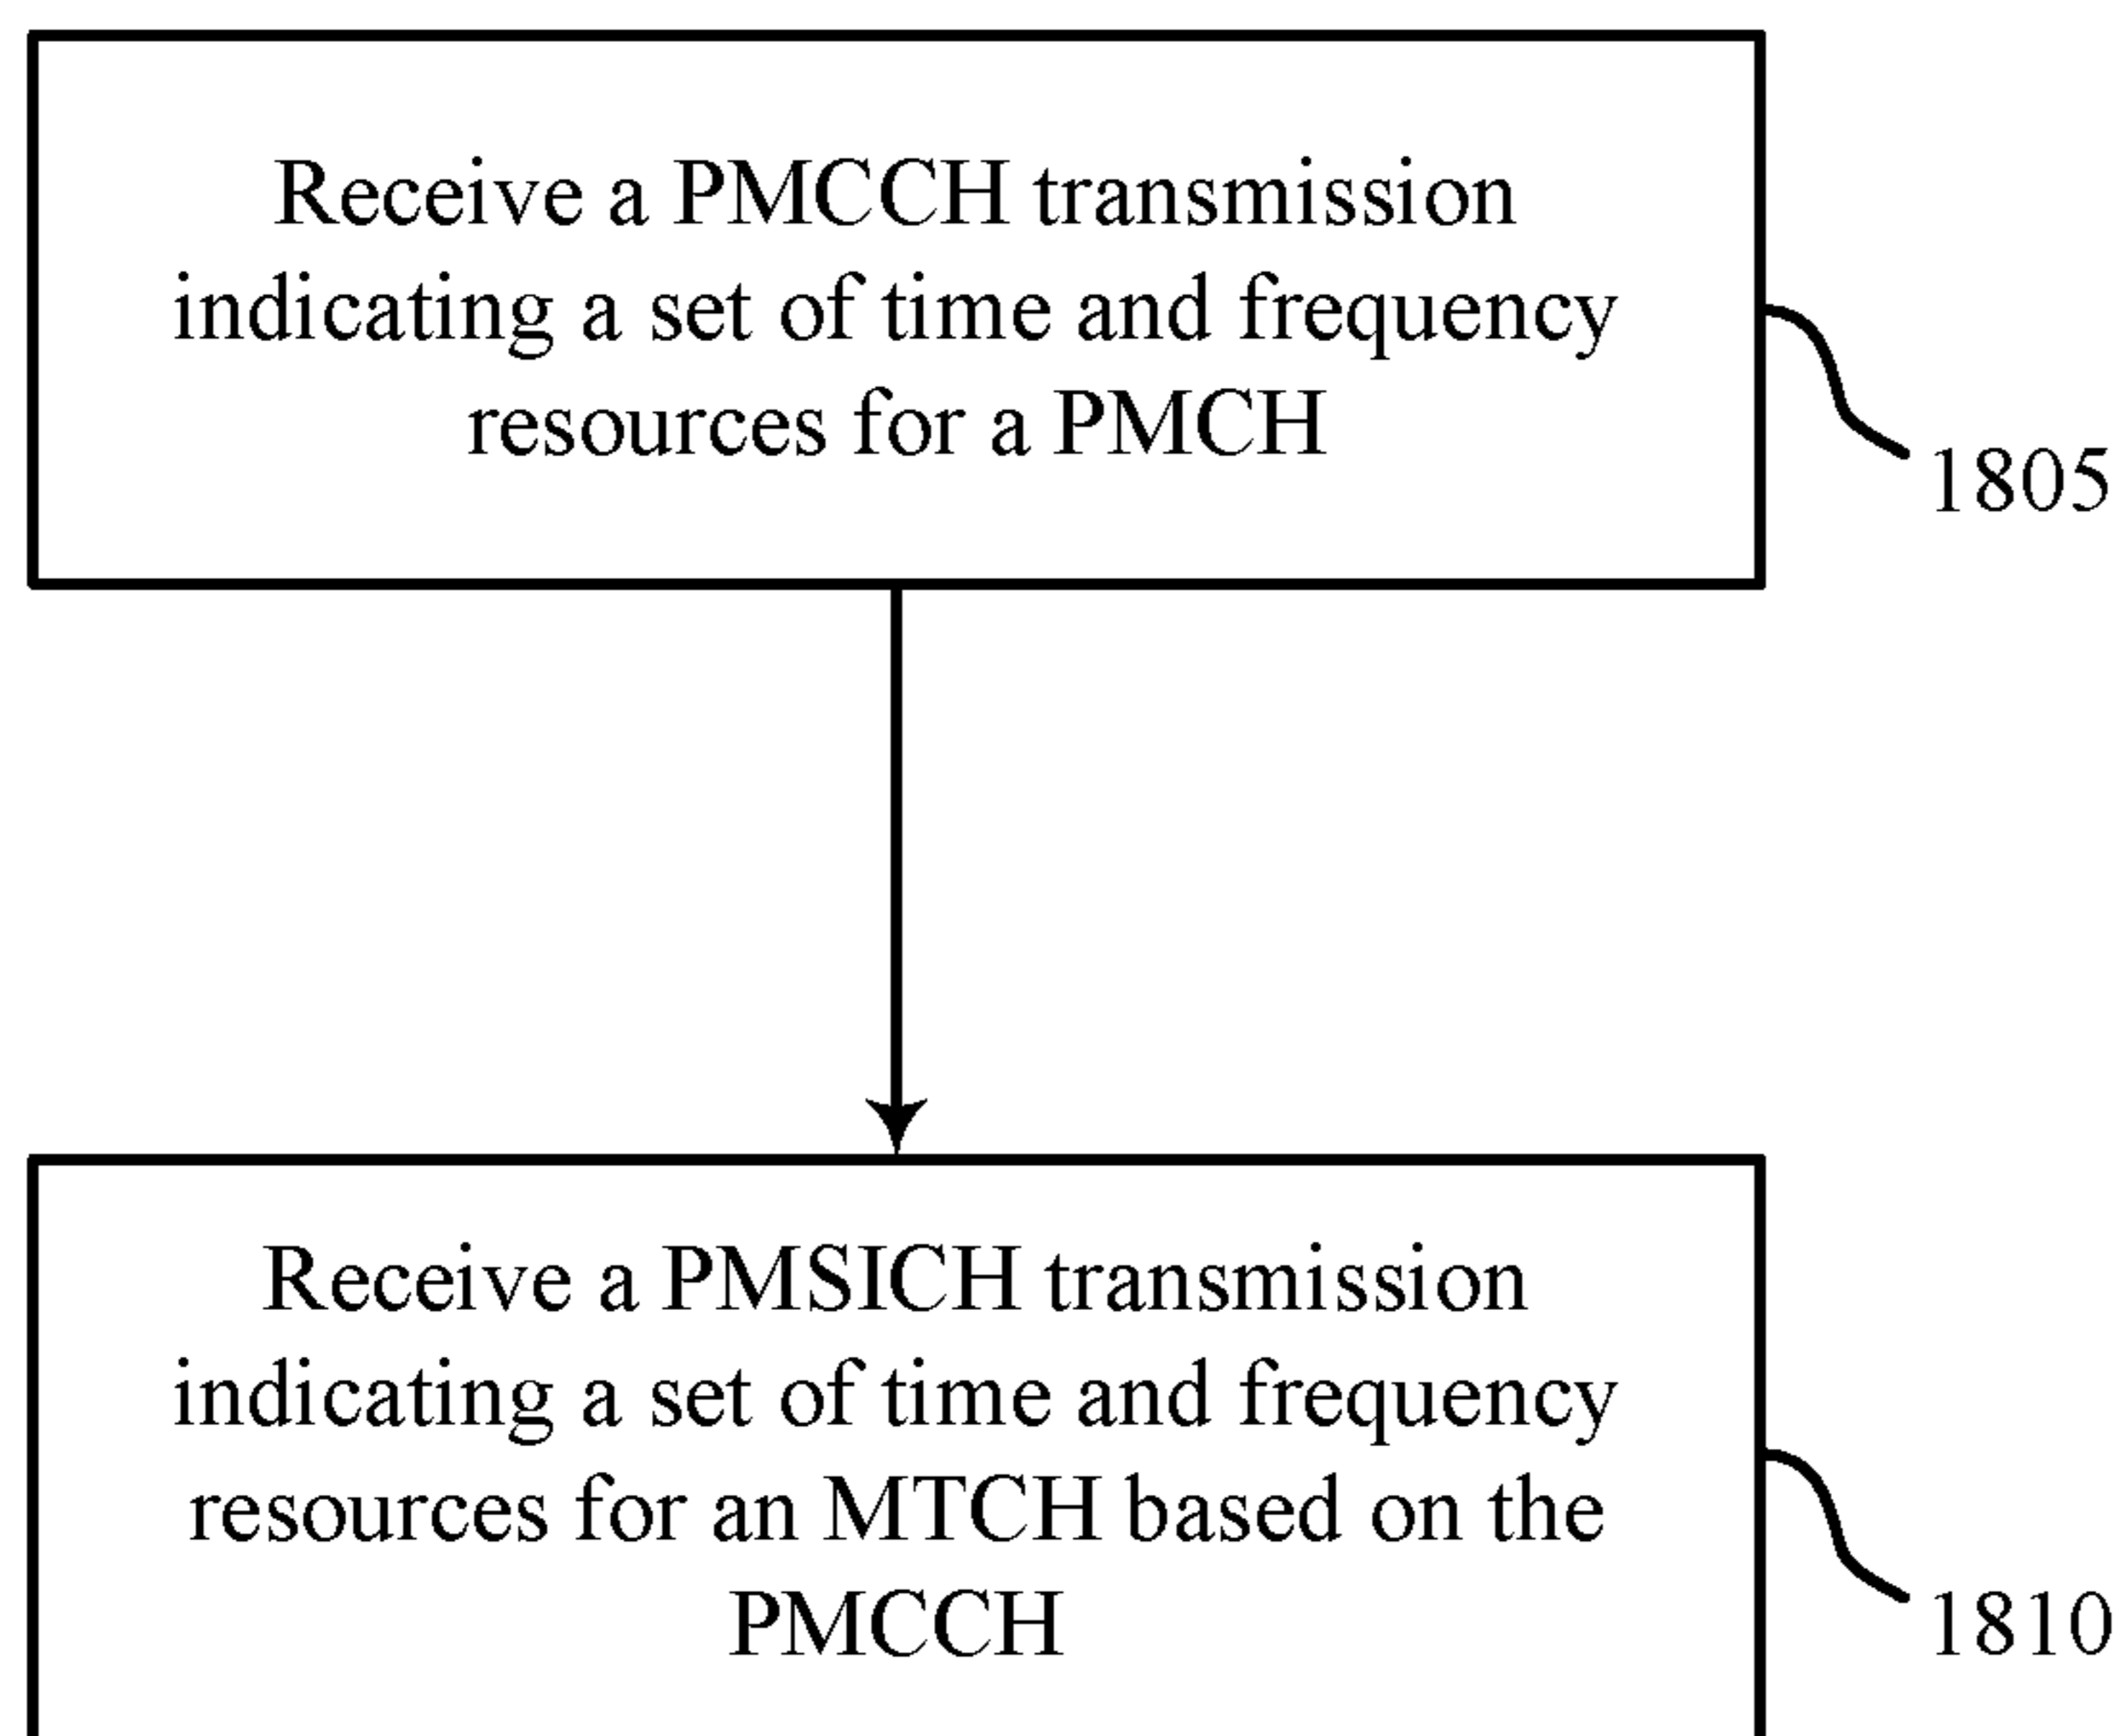 Receive a PMCCH transmission
indicating a set of time and frequency
resources for a PMCH
1805
Receive a PMSICH transmission
indicating a set of time and frequency
resources for an MTCH based on the
PMCCH
1810